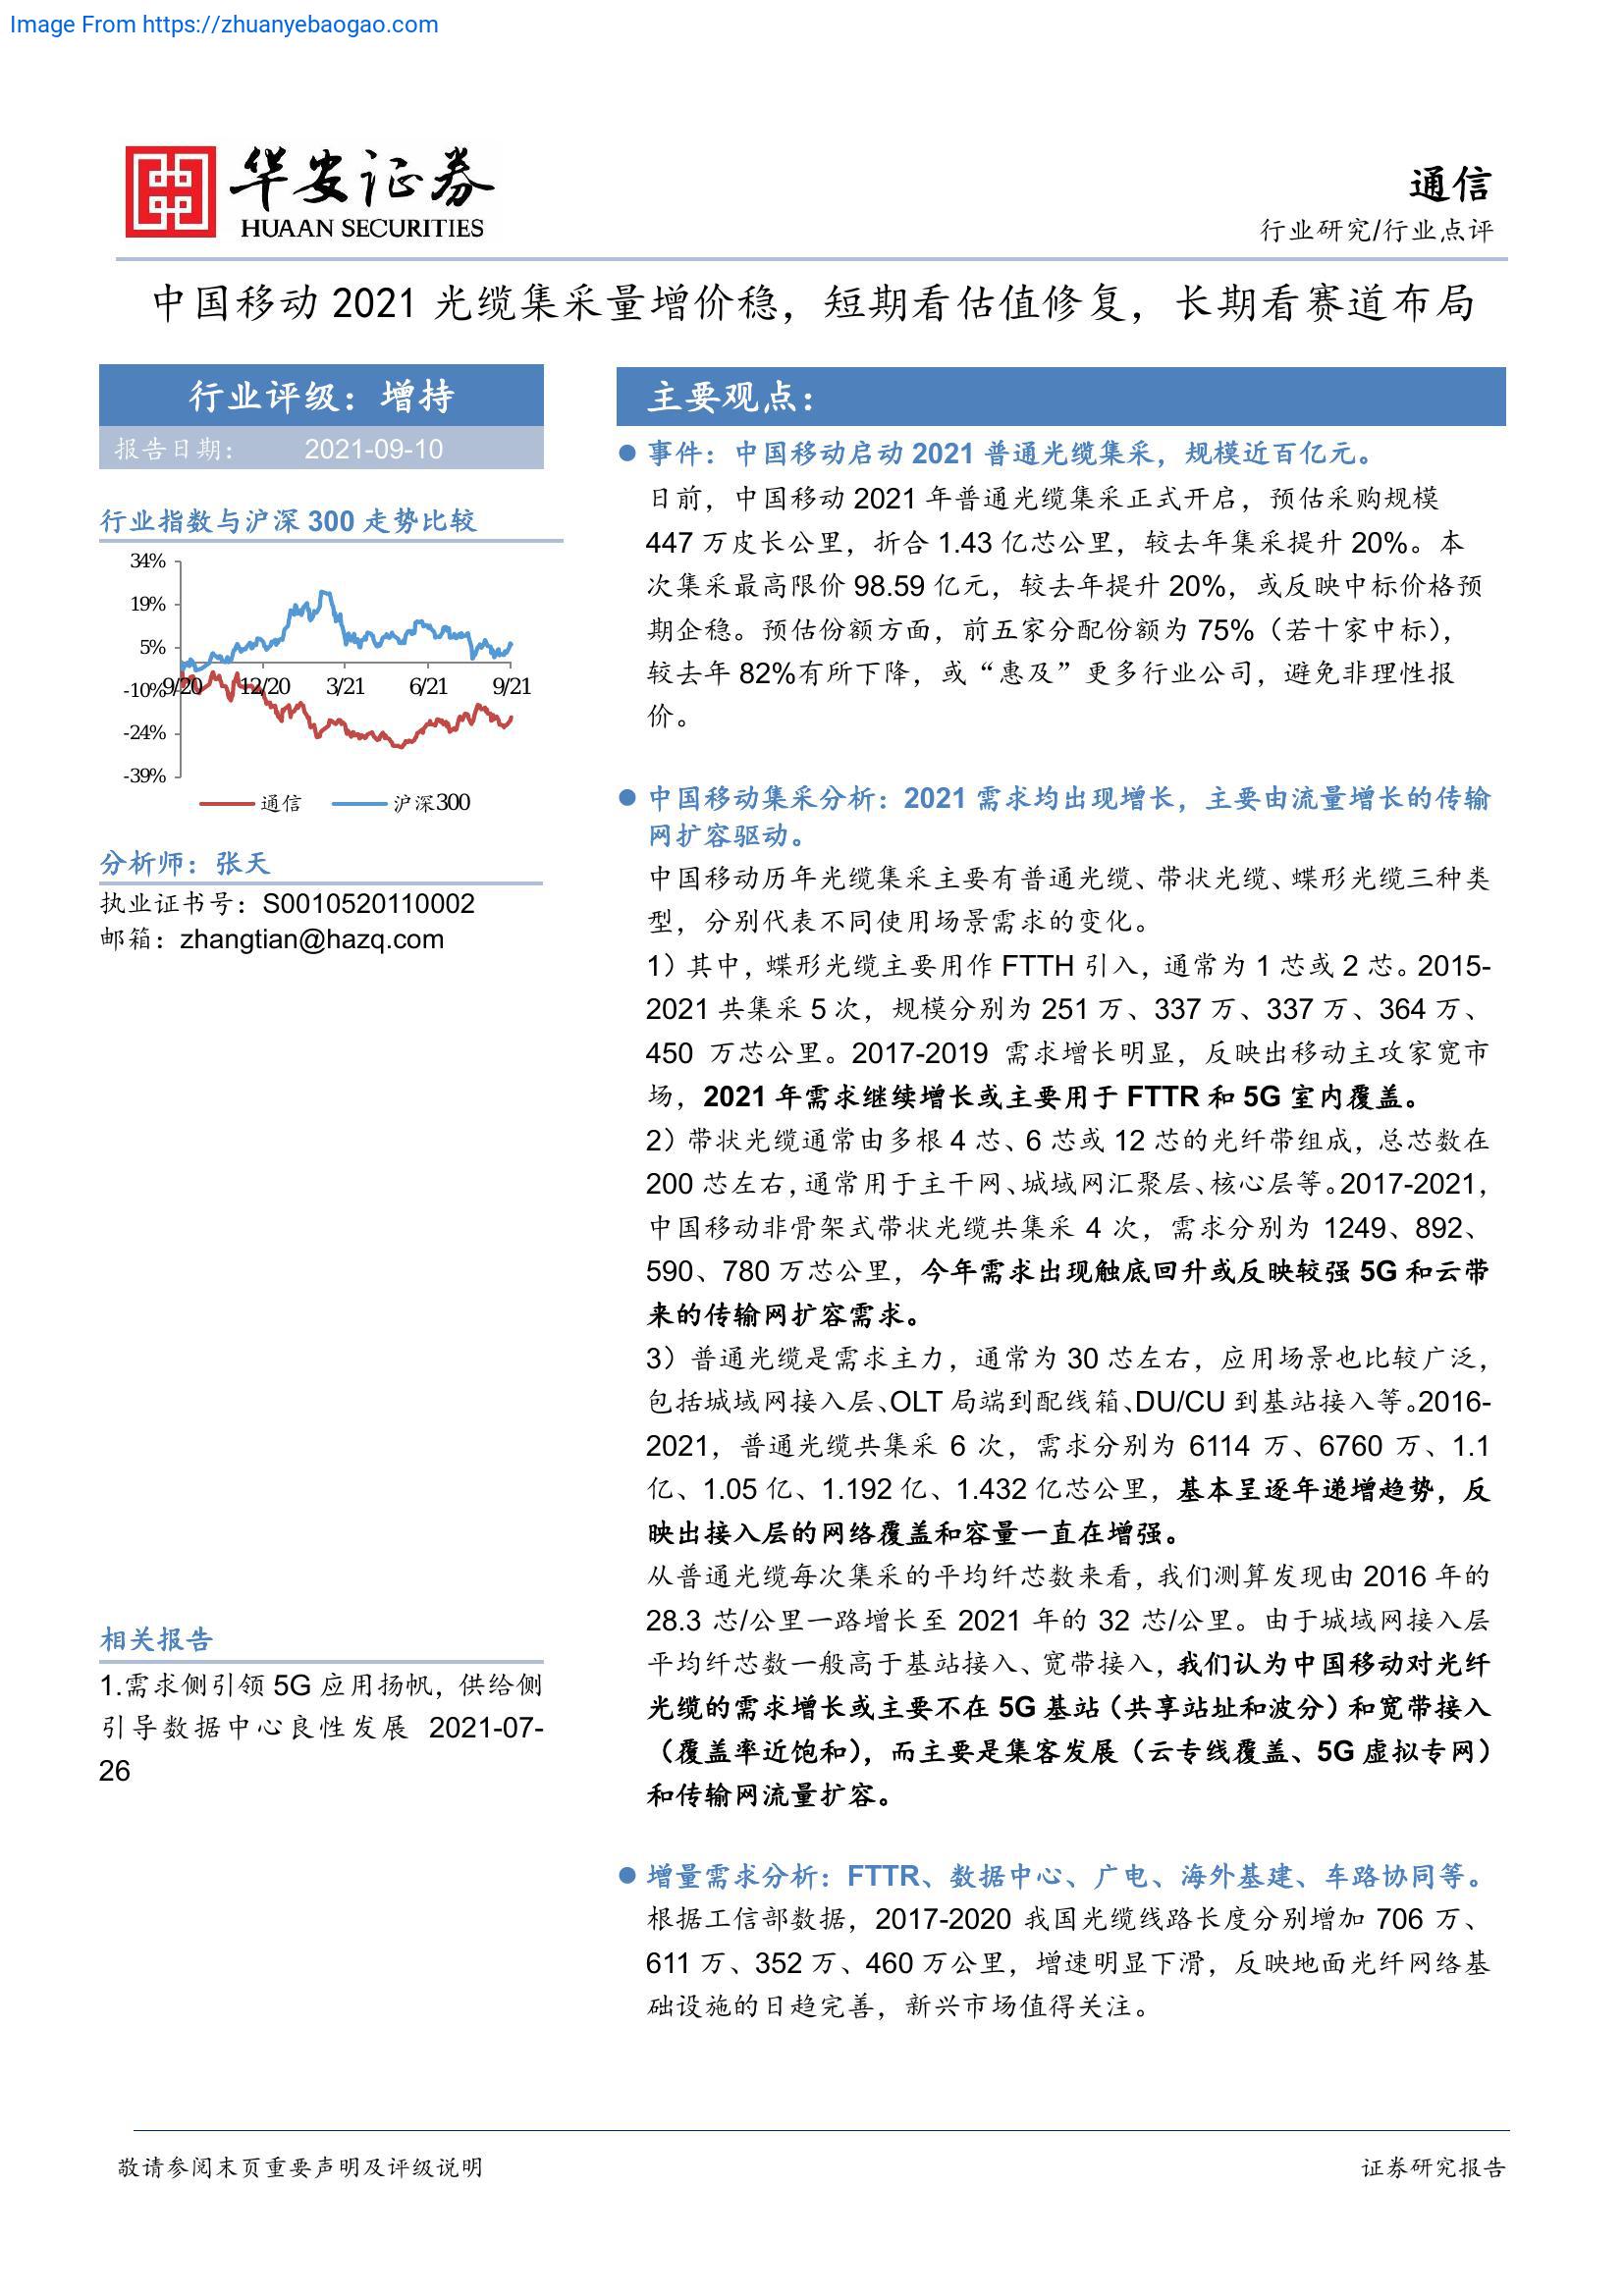 Image From https://zhuanyebaogao.com
华安证券
HUAAN SECURITIES
通信
行业研究/行业点评
中国移动 2021 光缆集采量增价稳，短期看估值修复，长期看赛道布局
行业评级：增持
报告日期： 2021-09-10
行业指数与沪深 300 走势比较
34%
19%
5%
-10%
-24%
-39%
9/20 12/20 3/21 6/21 9/21
通信 沪深300
分析师：张天
执业证书号：S0010520110002
邮箱：zhangtian@hazq.com
相关报告
1.需求侧引领 5G 应用扬帆，供给侧
引导数据中心良性发展 2021-07-
26
主要观点：
● 事件：中国移动启动 2021 普通光缆集采，规模近百亿元。
日前，中国移动 2021 年普通光缆集采正式开启，预估采购规模
447 万皮长公里，折合 1.43 亿芯公里，较去年集采提升 20%。本
次集采最高限价 98.59 亿元，较去年提升 20%，或反映中标价格预
期企稳。预估份额方面，前五家分配份额为 75%（若十家中标），
较去年 82%有所下降，或“惠及”更多行业公司，避免非理性报
价。
● 中国移动集采分析：2021 需求均出现增长，主要由流量增长的传输
网扩容驱动。
中国移动历年光缆集采主要有普通光缆、带状光缆、蝶形光缆三种类
型，分别代表不同使用场景需求的变化。
1）其中，蝶形光缆主要用作 FTTH 引入，通常为 1 芯或 2 芯。2015-
2021 共集采 5 次，规模分别为 251 万、337 万、337 万、364 万、
450 万芯公里。2017-2019 需求增长明显，反映出移动主攻家宽市
场，2021 年需求继续增长或主要用于 FTTR 和 5G 室内覆盖。
2）带状光缆通常由多根 4 芯、6 芯或 12 芯的光纤带组成，总芯数在
200 芯左右，通常用于主干网、城域网汇聚层、核心层等。2017-2021，
中国移动非骨架式带状光缆共集采 4 次，需求分别为 1249、892、
590、780 万芯公里，今年需求出现触底回升或反映较强 5G 和云带
来的传输网扩容需求。
3）普通光缆是需求主力，通常为 30 芯左右，应用场景也比较广泛，
包括城域网接入层、OLT 局端到配线箱、DU/CU 到基站接入等。2016-
2021，普通光缆共集采 6 次，需求分别为 6114 万、6760 万、1.1
亿、1.05 亿、1.192 亿、1.432 亿芯公里，基本呈逐年递增趋势，反
映出接入层的网络覆盖和容量一直在增强。
从普通光缆每次集采的平均纤芯数来看，我们测算发现由 2016 年的
28.3 芯/公里一路增长至 2021 年的 32 芯/公里。由于城域网接入层
平均纤芯数一般高于基站接入、宽带接入，我们认为中国移动对光纤
光缆的需求增长或主要不在 5G 基站（共享站址和波分）和宽带接入
（覆盖率近饱和），而主要是集客发展（云专线覆盖、5G 虚拟专网）
和传输网流量扩容。
● 增量需求分析：FTTR、数据中心、广电、海外基建、车路协同等。
根据工信部数据，2017-2020 我国光缆线路长度分别增加 706 万、
611 万、352 万、460 万公里，增速明显下滑，反映地面光纤网络基
础设施的日趋完善，新兴市场值得关注。
敬请参阅末页重要声明及评级说明
证券研究报告